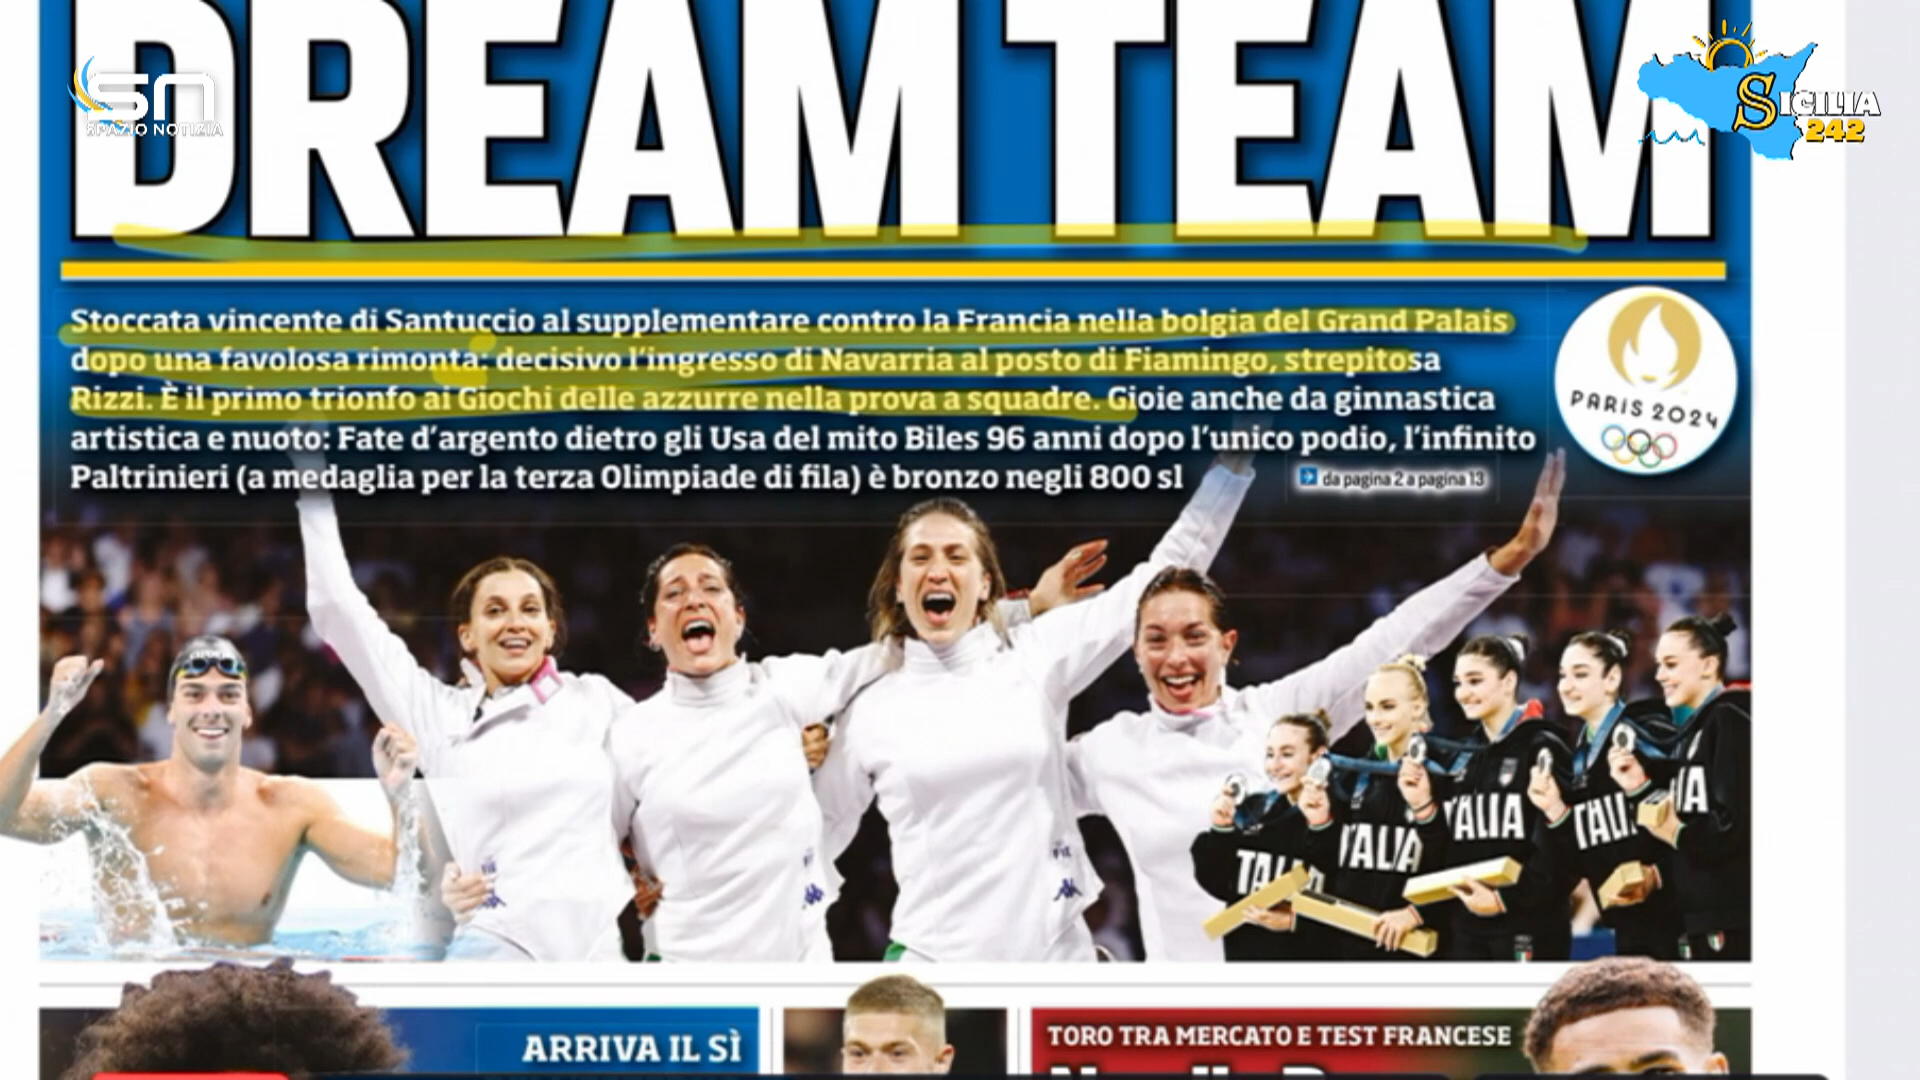 DREAM TEAM
SN
SPAZIO NOTIZIA
SICILIA
242
Stoccata vincente di Santuccio al supplementare contro la Francia nella bolgia del Grand Palais
dopo una favolosa rimonta: decisivo l'ingresso di Navarria al posto di Fiamingo, strepitosa
Rizzi. È il primo trionfo ai Giochi delle azzurre nella prova a squadre. Gioie anche da ginnastica
artistica e nuoto: Fate d'argento dietro gli Usa del mito Biles 96 anni dopo l'unico podio, l'infinito
Paltrinieri (a medaglia per la terza Olimpiade di fila) è bronzo negli 800 sl
da pagina 2 a pagina 13
PARIS 2024
ITALIA
ITALIA
ARRIVA IL SÌ
TORO TRA MERCATO E TEST FRANCESE